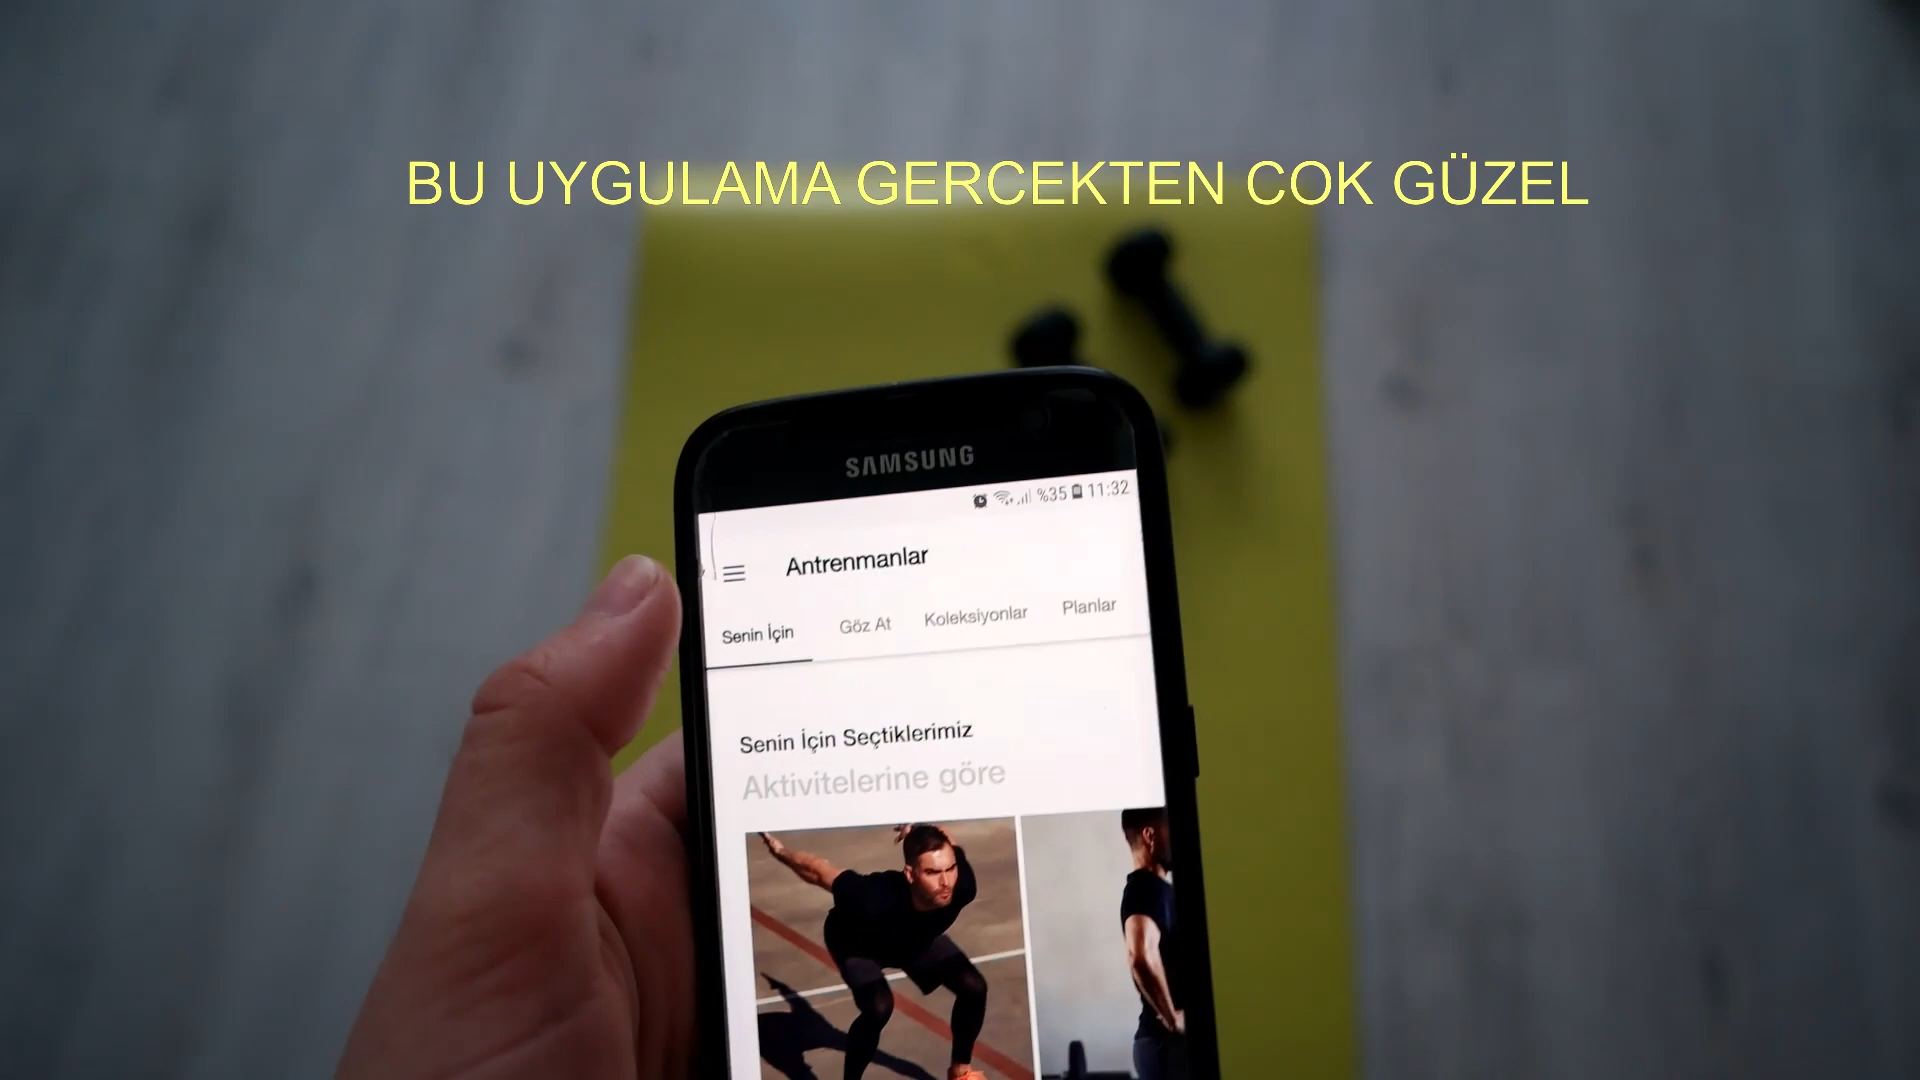 BU UYGULAMA GERCEKTEN COK GÜZEL
SAMSUNG
%35 11:32
Antrenmanlar
Senin İçin Göz At Koleksiyonlar Planlar
Senin İçin Seçtiklerimiz
Aktivitelerine göre